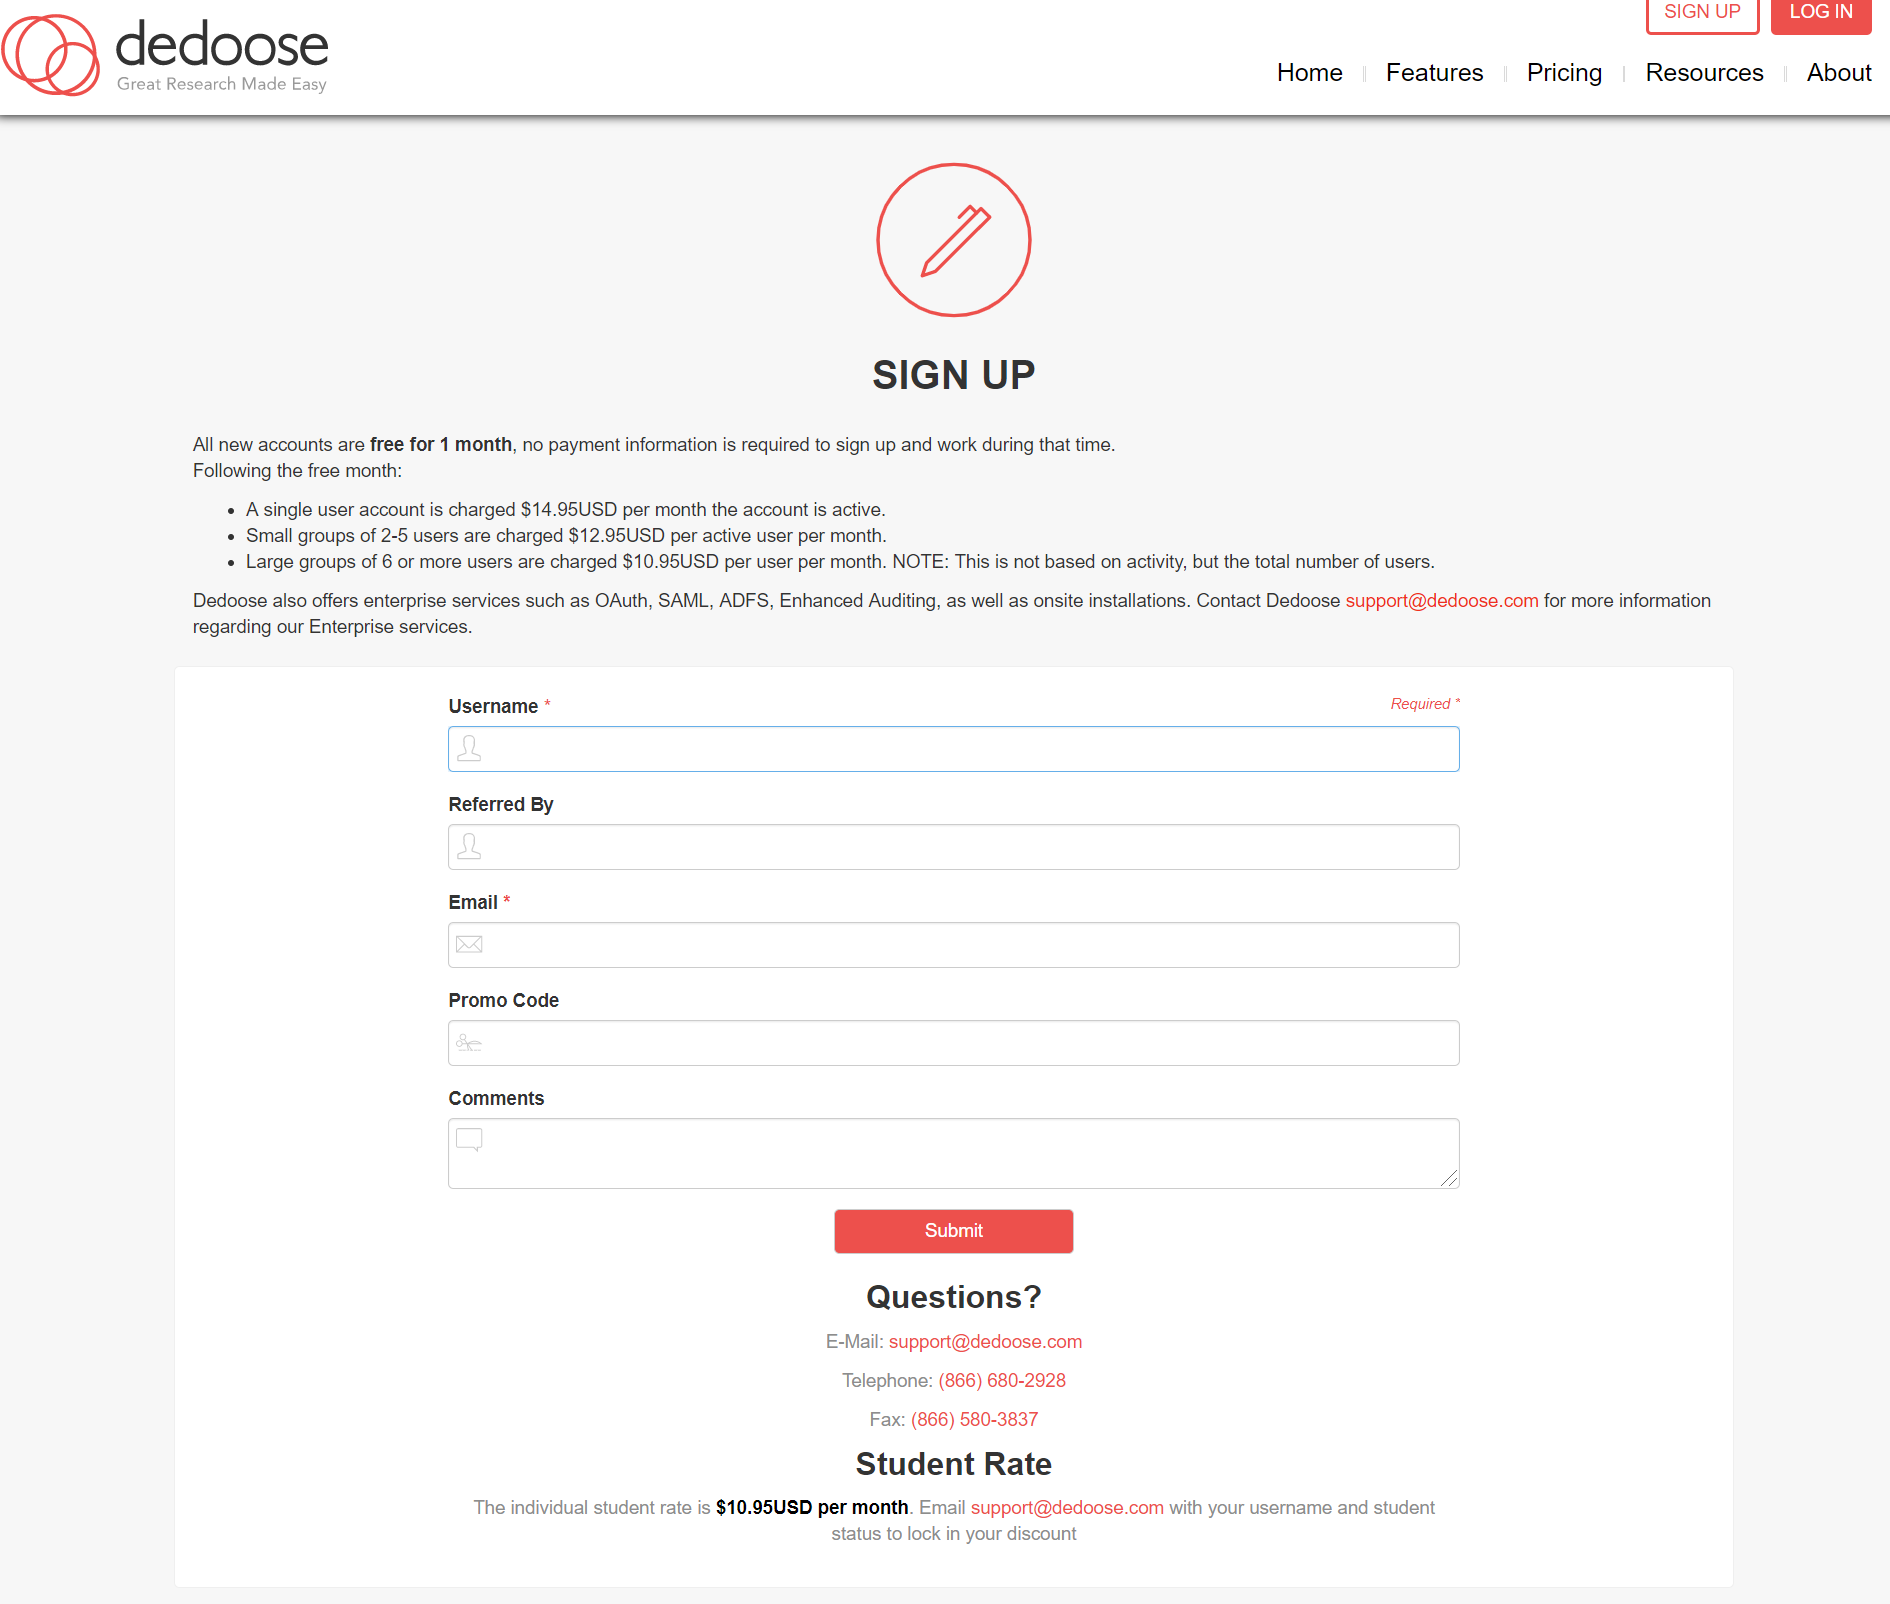 dedoose
Great Research Made Easy
SIGN UP
LOG IN
Home
Features
Pricing
Resources
About
SIGN UP
All new accounts are free for 1 month, no payment information is required to sign up and work during that time.
Following the free month:
A single user account is charged $14.95USD per month the account is active.
Small groups of 2-5 users are charged $12.95USD per active user per month.
Large groups of 6 or more users are charged $10.95USD per user per month. NOTE: This is not based on activity, but the total number of users.
Dedoose also offers enterprise services such as OAuth, SAML, ADFS, Enhanced Auditing, as well as onsite installations. Contact Dedoose support@dedoose.com for more information
regarding our Enterprise services.
Username *
Required *
Referred By
Email *
Promo Code
Comments
Submit
Questions?
E-Mail: support@dedoose.com
Telephone: (866) 680-2928
Fax: (866) 580-3837
Student Rate
The individual student rate is $10.95USD per month. Email support@dedoose.com with your username and student
status to lock in your discount